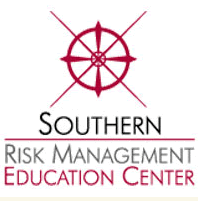 SOUTHERN
RISK MANAGEMENT
EDUCATION CENTER